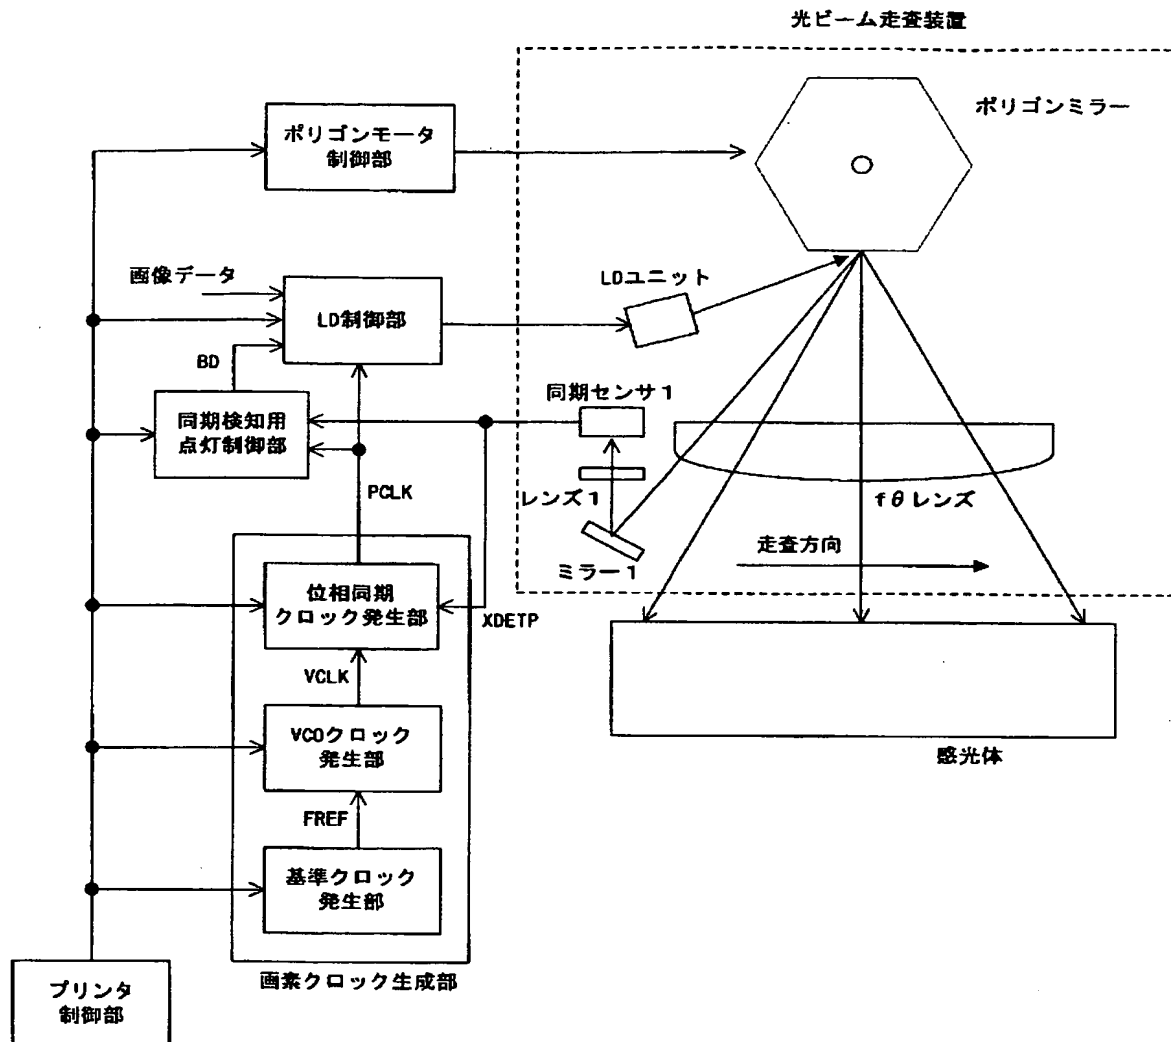 光ビーム走査装置
ポリゴンミラー
ポリゴンモータ
制御部
画像データ
LDユニット
LD制御部
BD
同期センサ1
同期検知用
点灯制御部
PCLK
レンズ1
fθレンズ
走査方向
ミラー1
位相同期
クロック発生部
XDETP
VCLK
VCOクロック
発生部
感光体
FREF
基準クロック
発生部
画素クロック生成部
プリンタ
制御部